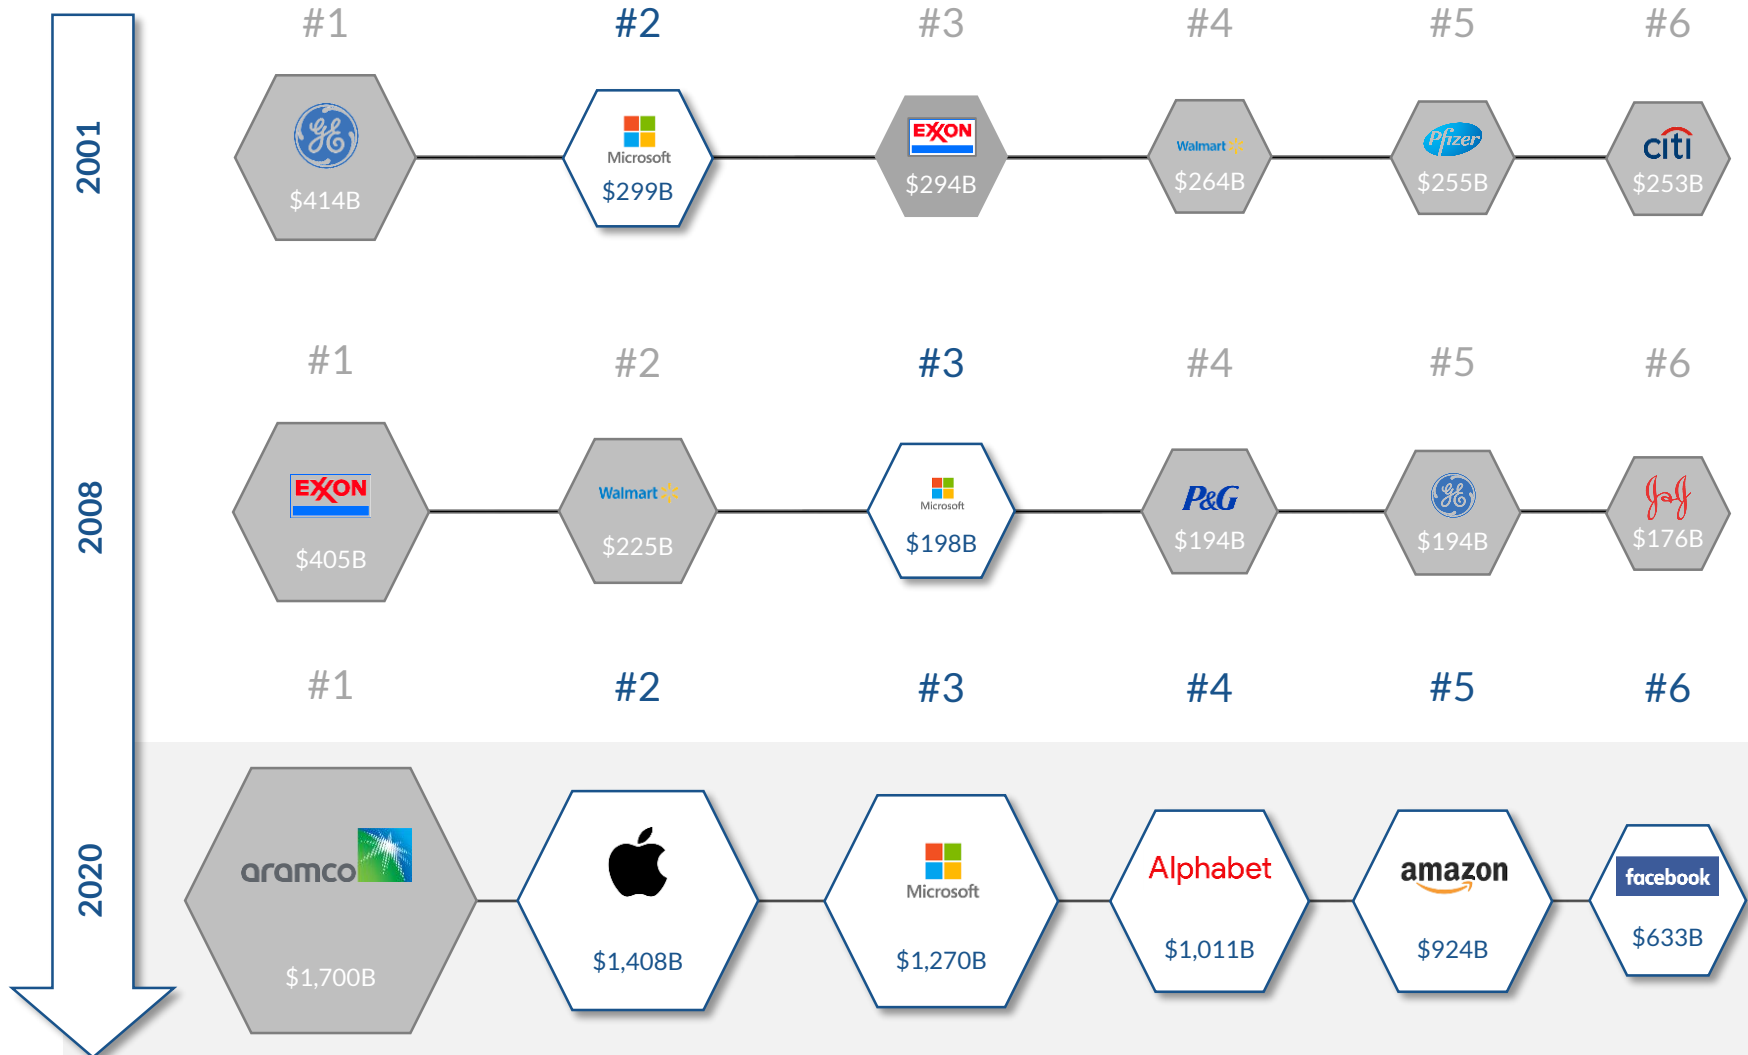 #1 #2 #3 #4 #5 #6
2001
GE
Microsoft
EXXON
Walmart
Pfizer
citi
$414B $299B $294B $264B $255B $253B
#1 #2 #3 #4 #5 #6
2008
EXXON
Walmart
Microsoft
P&G
GE
J&J
$405B $225B $198B $194B $194B $176B
#1 #2 #3 #4 #5 #6
2020
aramco
Microsoft
Alphabet
amazon
facebook
$1,700B $1,408B $1,270B $1,011B $924B $633B